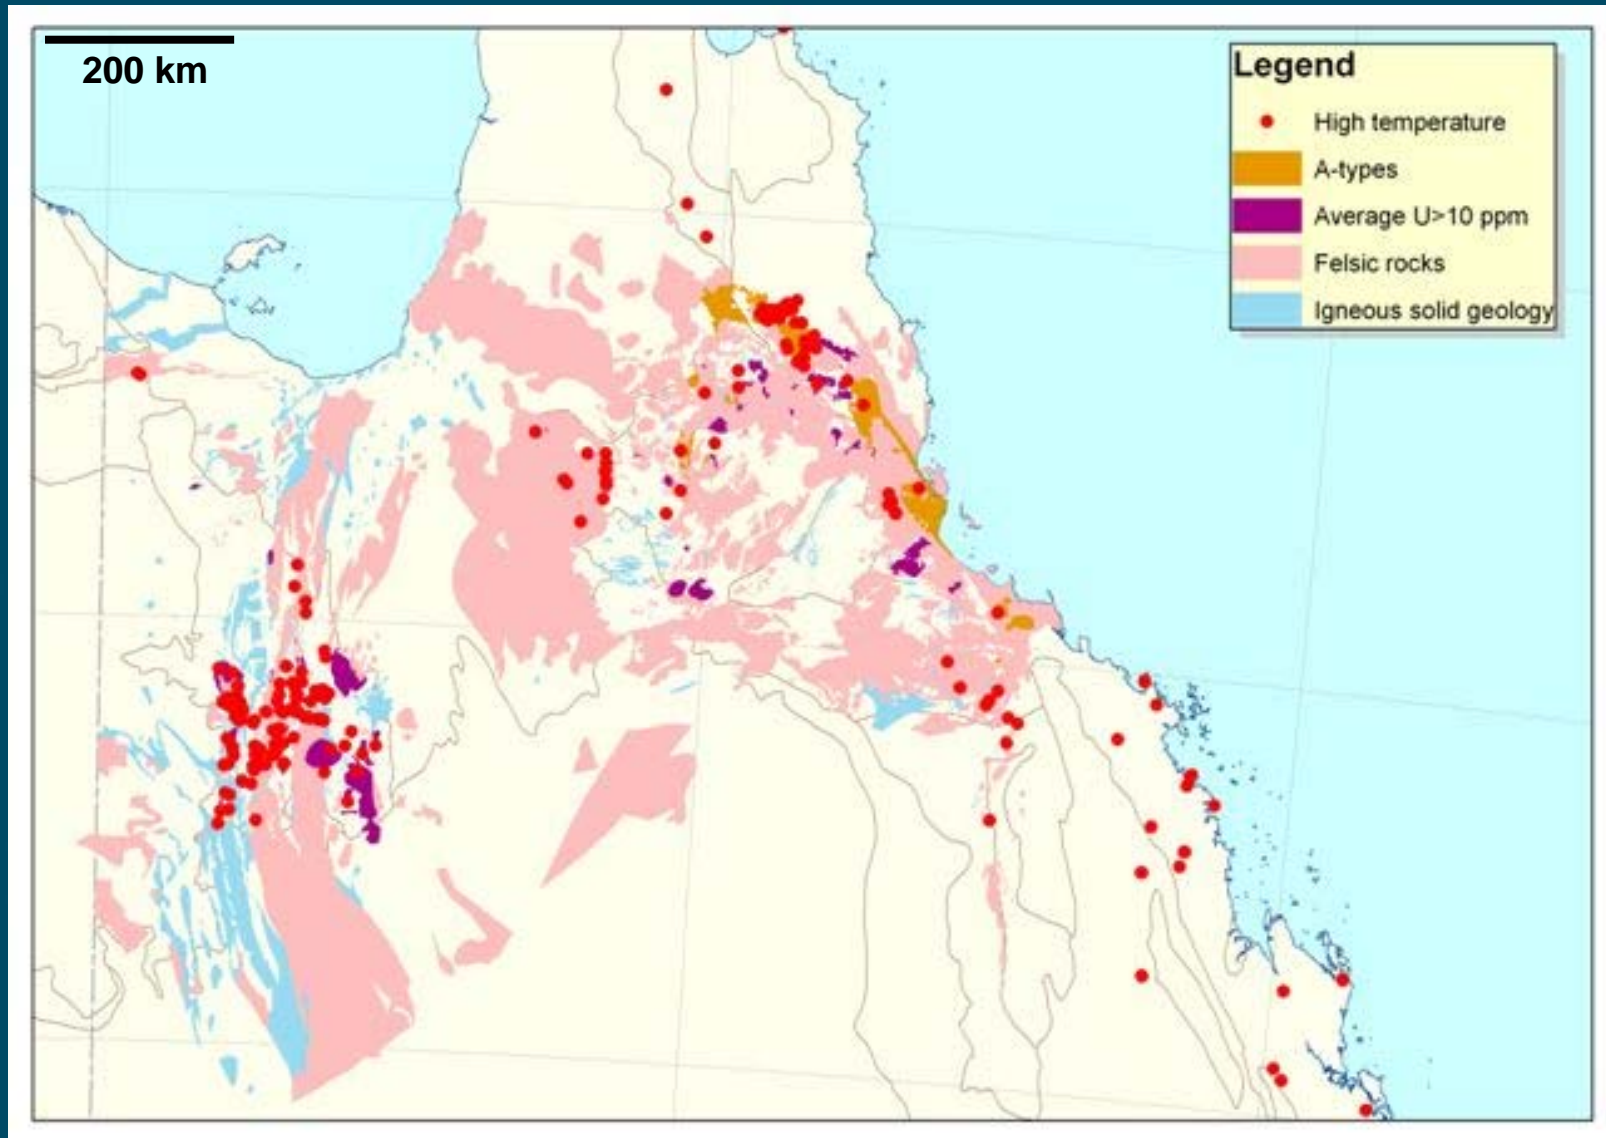 200 km
Legend
High temperature
A-types
Average U>10 ppm
Felsic rocks
Igneous solid geology